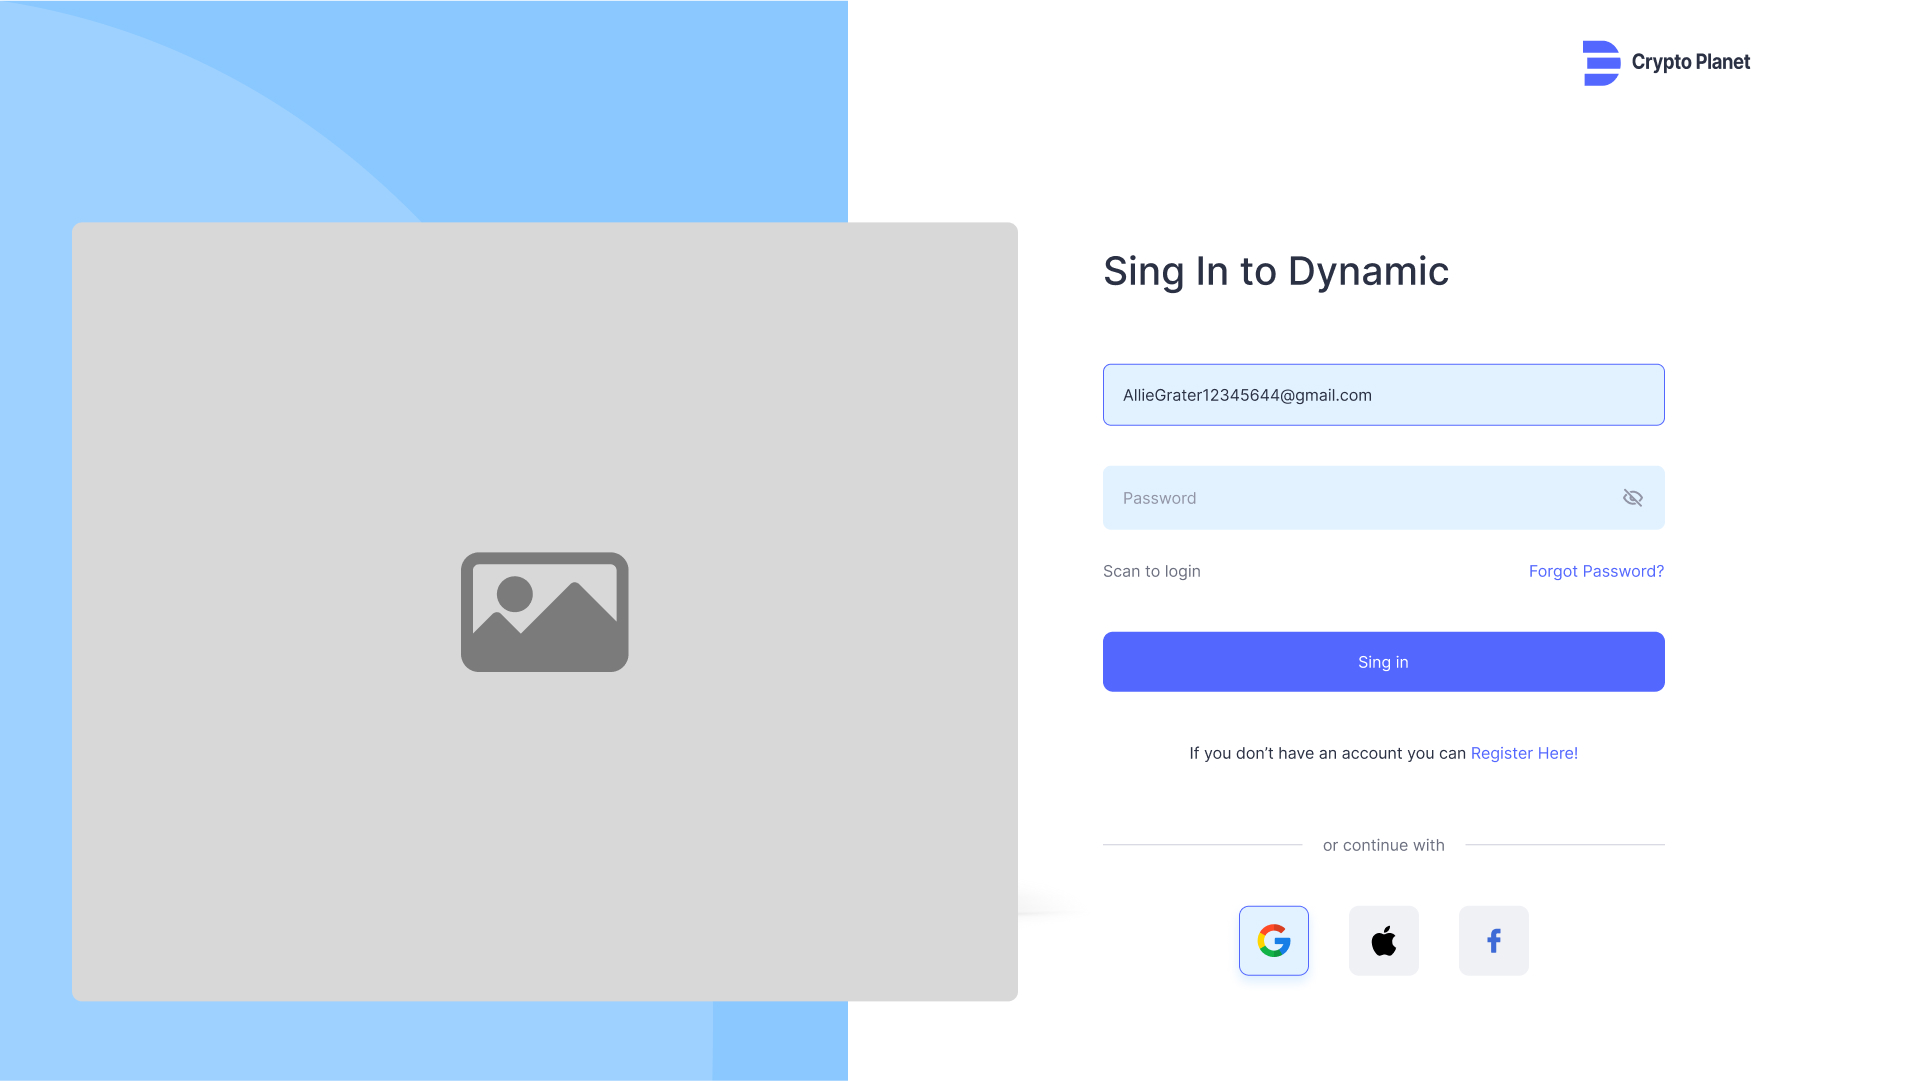 Crypto Planet
Sing In to Dynamic
AllieGrater12345644@gmail.com
Password
Scan to login
Forgot Password?
Sing in
If you don’t have an account you can Register Here!
or continue with